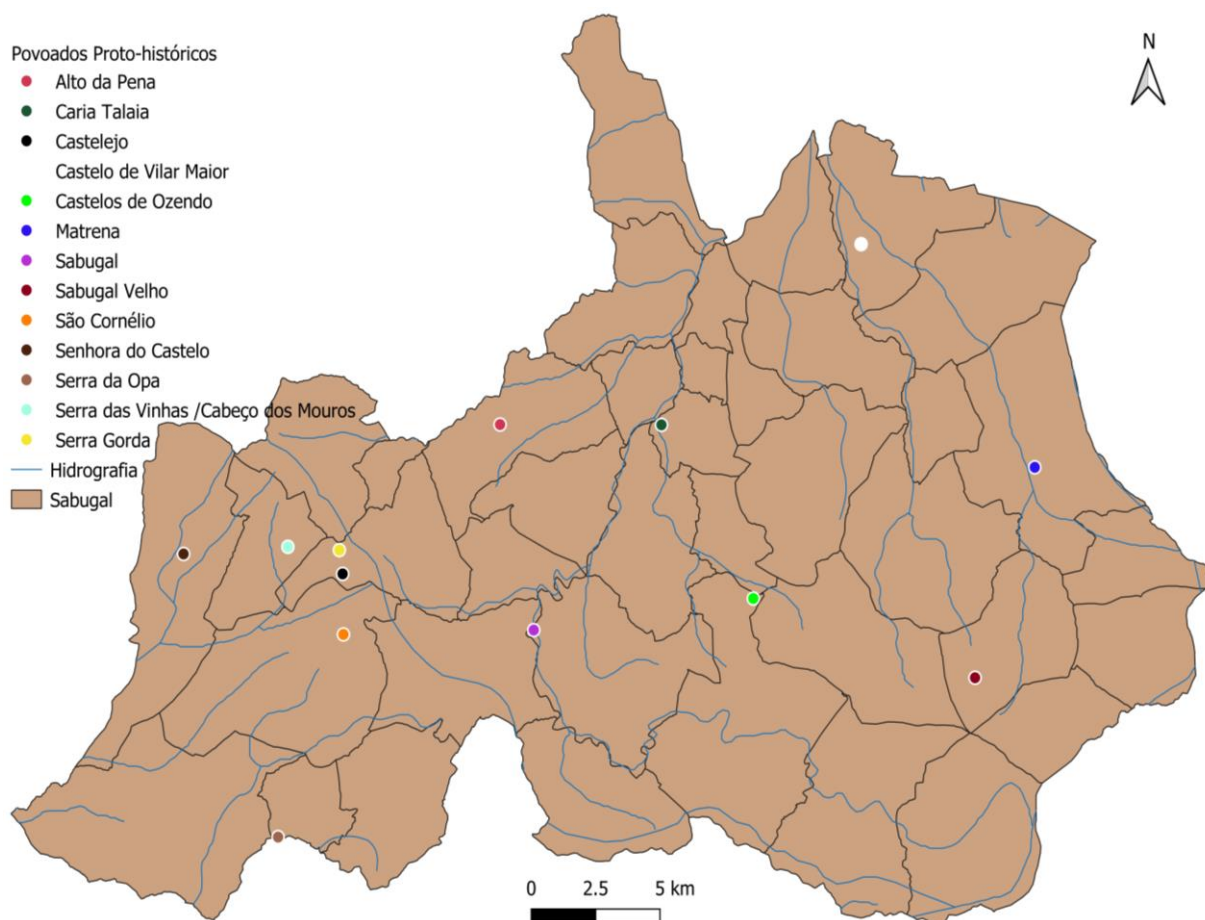 Povoados Proto-históricos
Alto da Pena
Caria Talaia
Castelejo
Castelo de Vilar Maior
Castelos de Ozendo
Matrena
Sabugal
Sabugal Velho
São Cornélio
Senhora do Castelo
Serra da Opa
Serra das Vinhas /Cabeço dos Mouros
Serra Gorda
Hidrografia
Sabugal
N
0 2.5 5 km